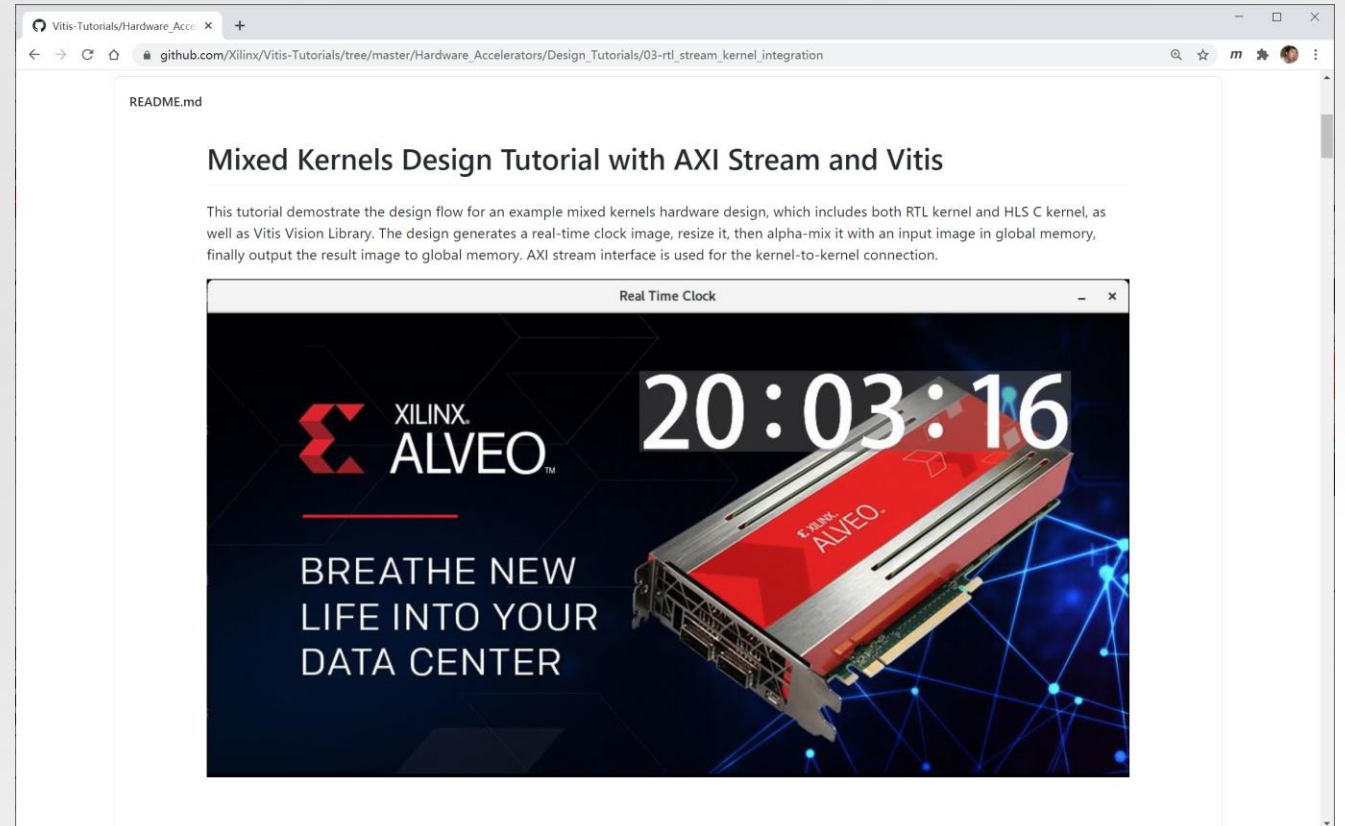 Vitis-Tutorials/Hardware_Acce
github.com/Xilinx/Vitis-Tutorials/tree/master/Hardware_Accelerators/Design_Tutorials/03-rtl_stream_kernel_integration
m
README.md
Mixed Kernels Design Tutorial with AXI Stream and Vitis
This tutorial demostrate the design flow for an example mixed kernels hardware design, which includes both RTL kernel and HLS C kernel, as
well as Vitis Vision Library. The design generates a real-time clock image, resize it, then alpha-mix it with an input image in global memory,
finally output the result image to global memory. AXI stream interface is used for the kernel-to-kernel connection.
Real Time Clock
20:03:16
XILINX
ALVEO™
XILINX
ALVEO
BREATHE NEW
LIFE INTO YOUR
DATA CENTER